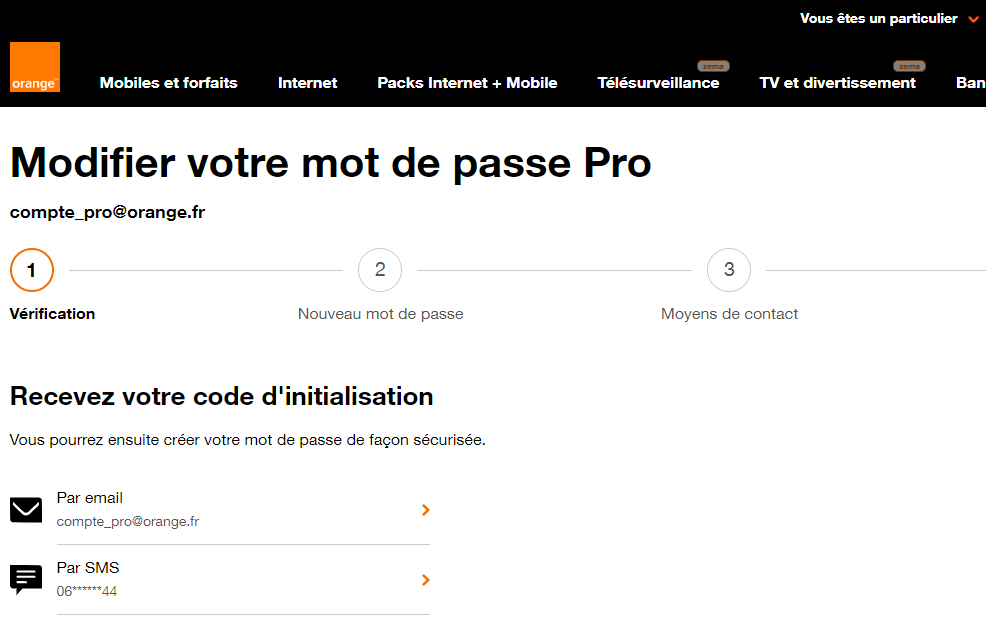 Vous êtes un particulier
orange™
Mobiles et forfaits Internet Packs Internet + Mobile Télésurveillance zema TV et divertissement zema Ban
Modifier votre mot de passe Pro
compte_pro@orange.fr
1 2 3
Vérification Nouveau mot de passe Moyens de contact
Recevez votre code d'initialisation
Vous pourrez ensuite créer votre mot de passe de façon sécurisée.
Par email
compte_pro@orange.fr
Par SMS
06******44